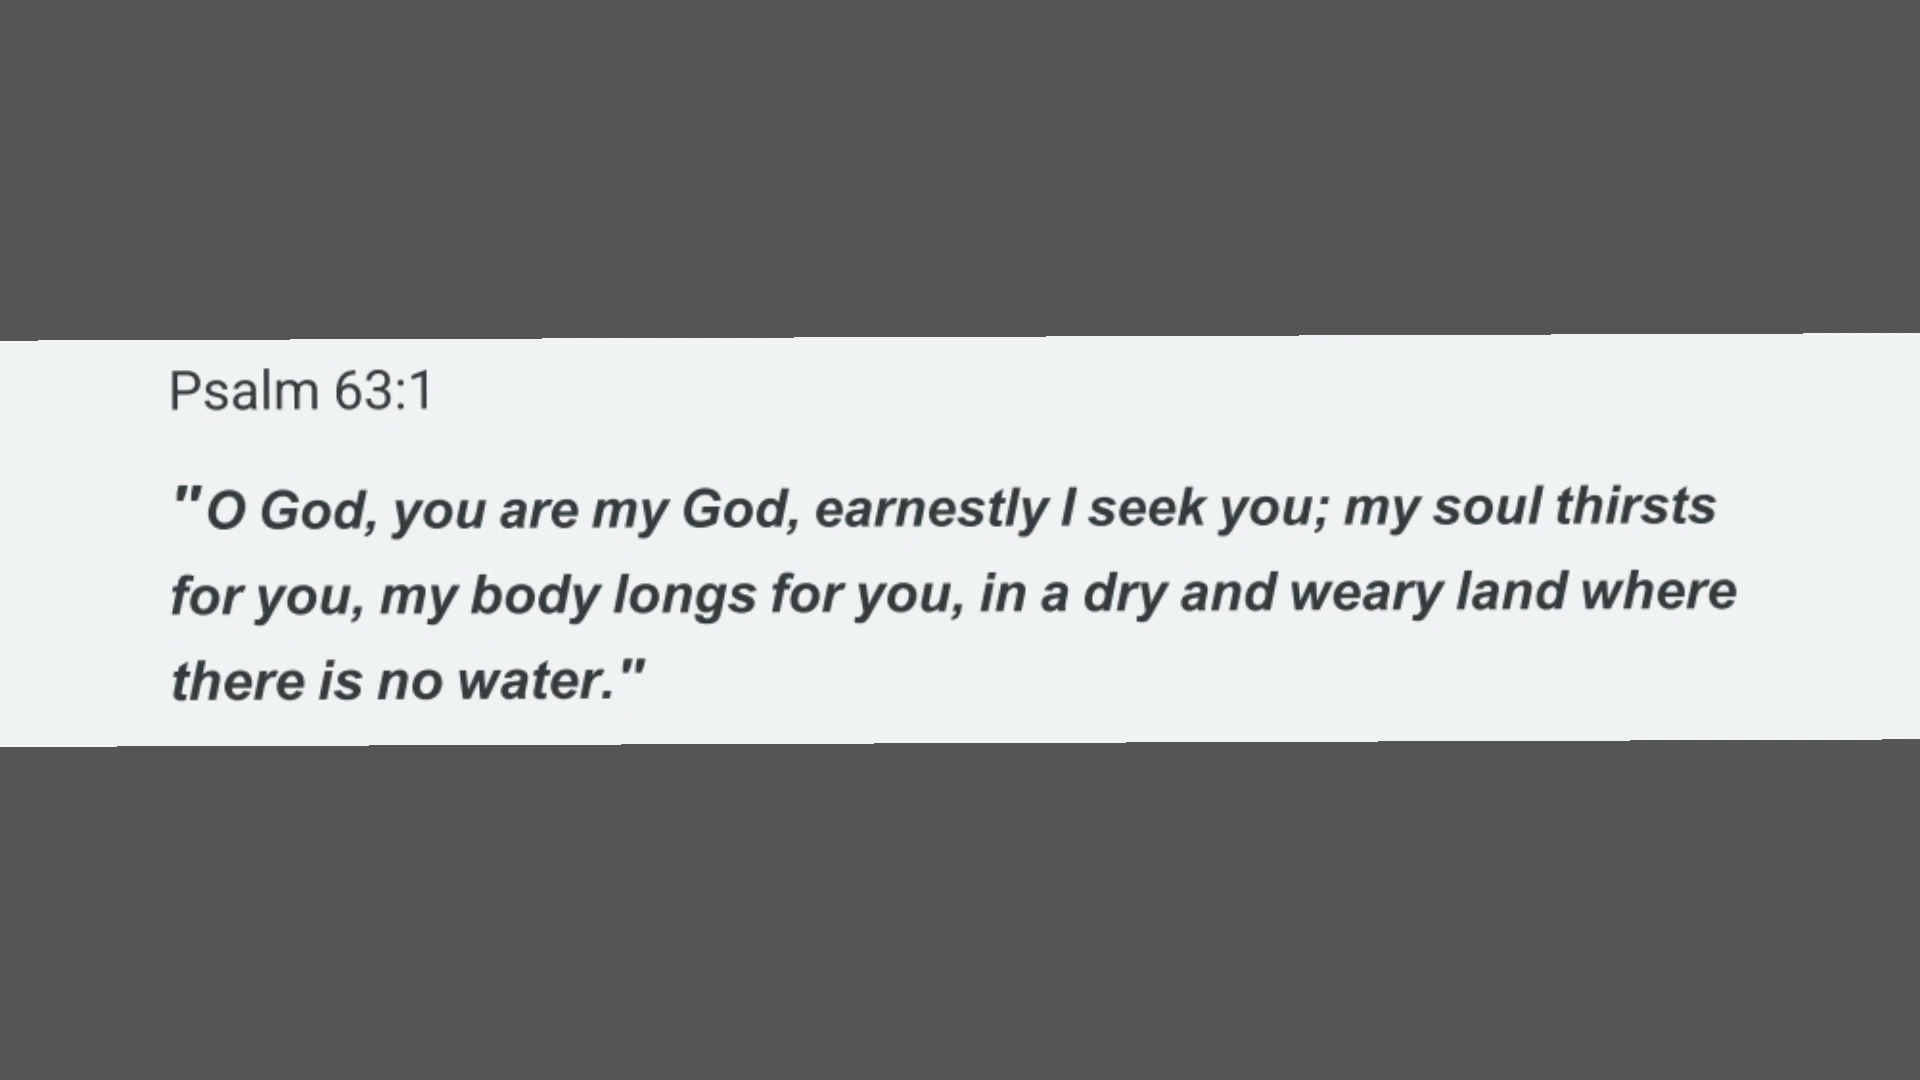 Psalm 63:1
"O God, you are my God, earnestly I seek you; my soul thirsts
for you, my body longs for you, in a dry and weary land where
there is no water."